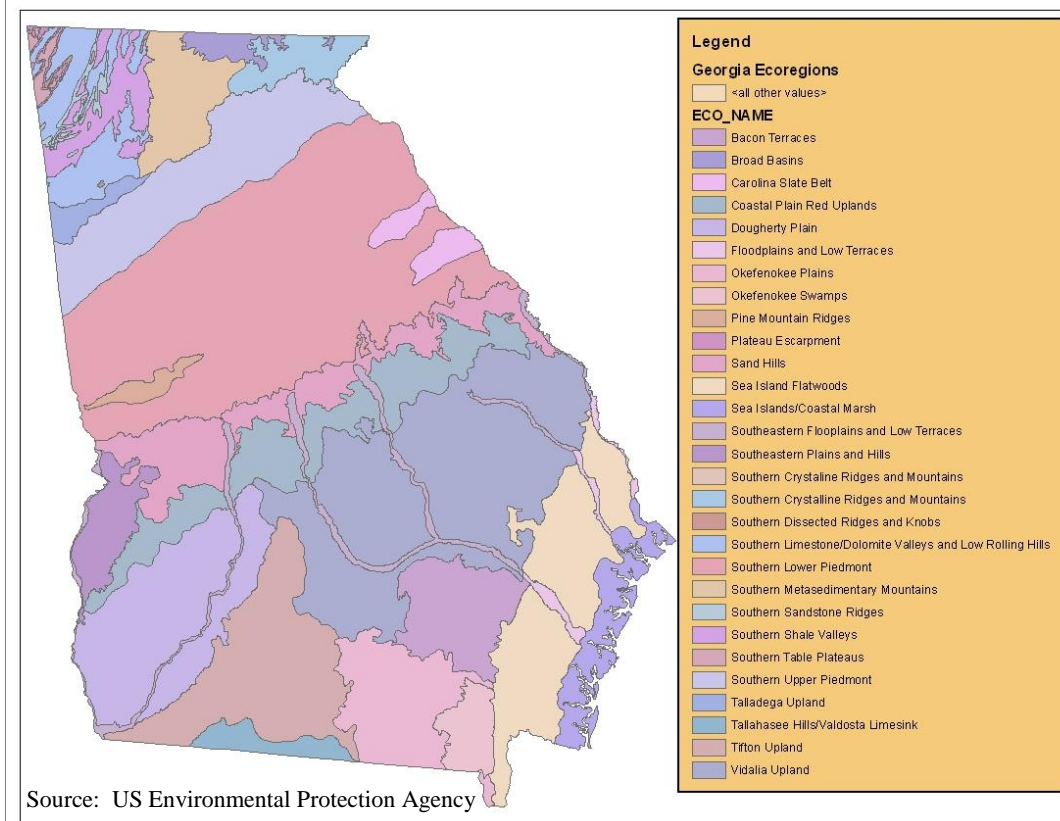 Legend
Georgia Ecoregions
<all other values>
ECO_NAME
Bacon Terraces
Broad Basins
Carolina Slate Belt
Coastal Plain Red Uplands
Dougherty Plain
Floodplains and Low Terraces
Okefenokee Plains
Okefenokee Swamps
Pine Mountain Ridges
Plateau Escarpment
Sand Hills
Sea Island Flatwoods
Sea Islands/Coastal Marsh
Southeastern Flooplains and Low Terraces
Southeastern Plains and Hills
Southern Crystaline Ridges and Mountains
Southern Crystalline Ridges and Mountains
Southern Dissected Ridges and Knobs
Southern Limestone/Dolomite Valleys and Low Rolling Hills
Southern Lower Piedmont
Southern Metasedimentary Mountains
Southern Sandstone Ridges
Southern Shale Valleys
Southern Table Plateaus
Southern Upper Piedmont
Talladega Upland
Tallahasee Hills/Valdosta Limesink
Tifton Upland
Vidalia Upland
Source: US Environmental Protection Agency